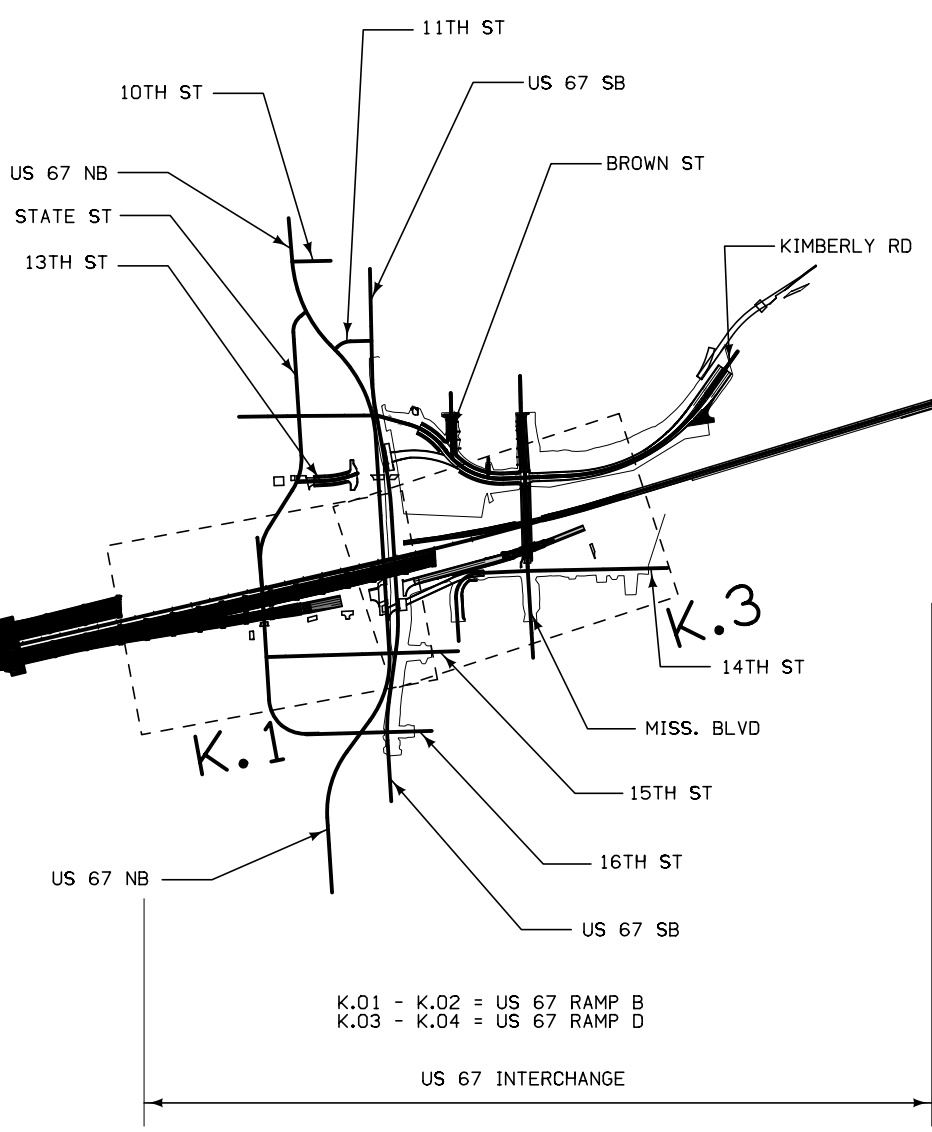 11TH ST
US 67 SB
10TH ST
BROWN ST
US 67 NB
STATE ST
KIMBERLY RD
13TH ST
K.3
14TH ST
MISS. BLVD
K.1
15TH ST
16TH ST
US 67 NB
US 67 SB
K.01 - K.02 = US 67 RAMP B
K.03 - K.04 = US 67 RAMP D
US 67 INTERCHANGE